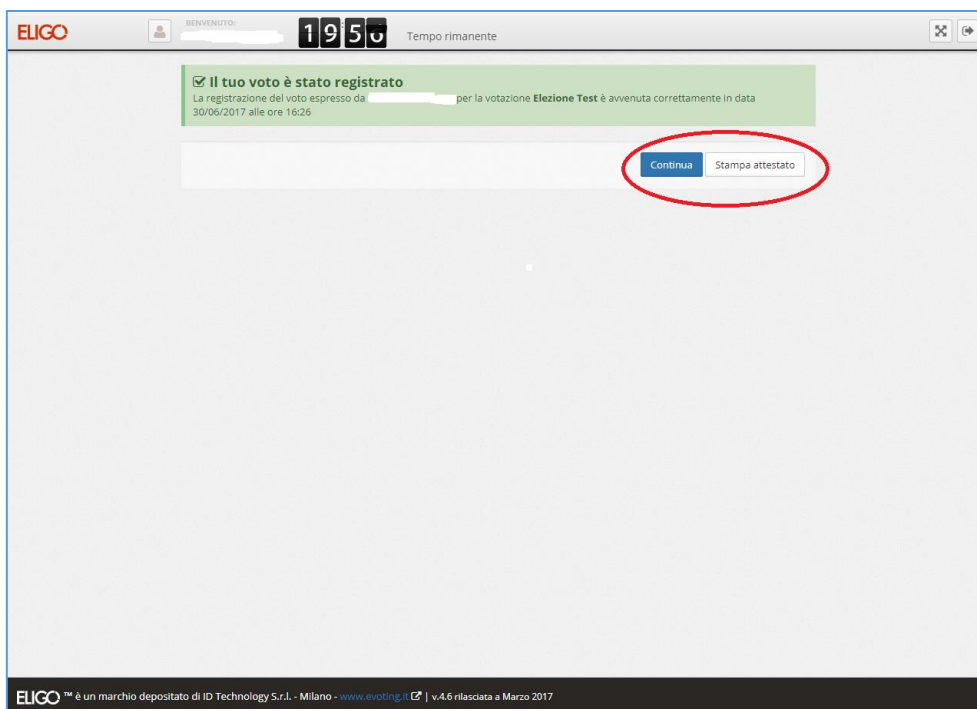 ELIGO
BENVENUTO:
19 5
Tempo rimanente
Il tuo voto è stato registrato
La registrazione del voto espresso da per la votazione Elezione Test è avvenuta correttamente in data
30/06/2017 alle ore 16:26
Continua Stampa attestato
ELIGO ™ è un marchio depositato di ID Technology S.r.l. - Milano - www.evoting.it | v.4.6 rilasciata a Marzo 2017